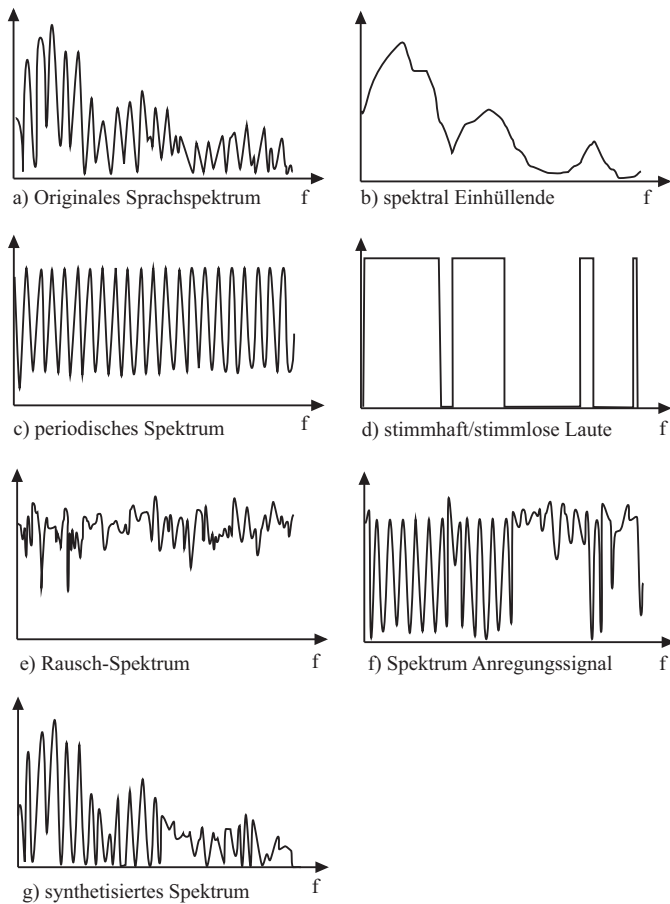 a) Originales Sprachspektrum f
b) spektral Einhüllende f
c) periodisches Spektrum f
d) stimmhaft/stimmlose Laute f
e) Rausch-Spektrum f
f) Spektrum Anregungssignal f
g) synthetisiertes Spektrum f